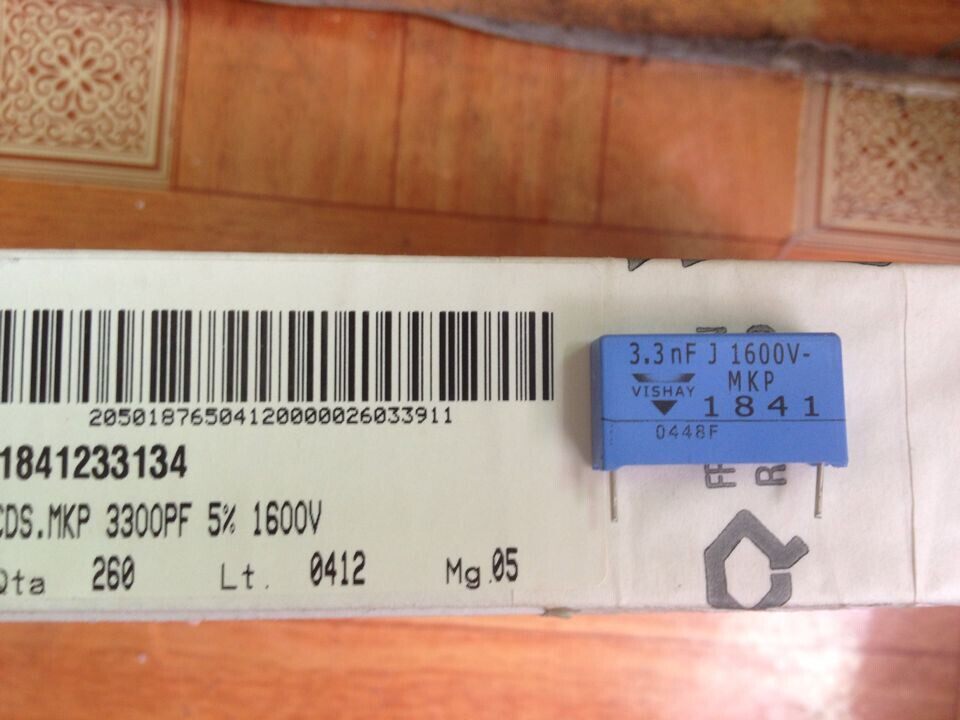 20501876504120000026033911
1841233134
CDS.MKP 3300PF 5% 1600V
Qta 260 Lt. 0412 Mg.05
3.3nF J 1600V-
MKP
VISHAY
1841
0448F